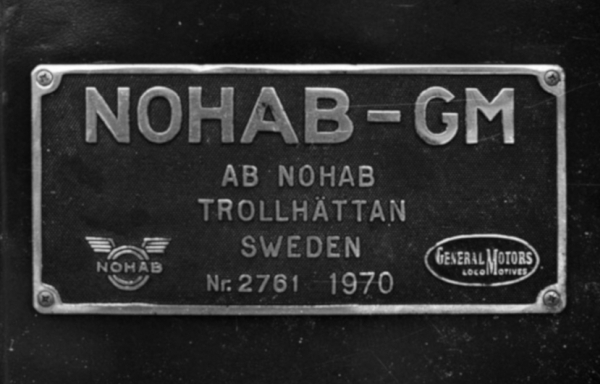 NOHAB-GM
AB NOHAB
TROLLHÄTTAN
SWEDEN
NOHAB
Nr. 2761 1970
GENERAL MOTORS
LOCOMOTIVES